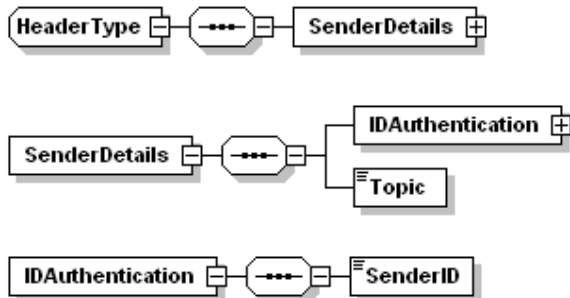 HeaderType
SenderDetails
IDAuthentication
SenderDetails
Topic
IDAuthentication
SenderID